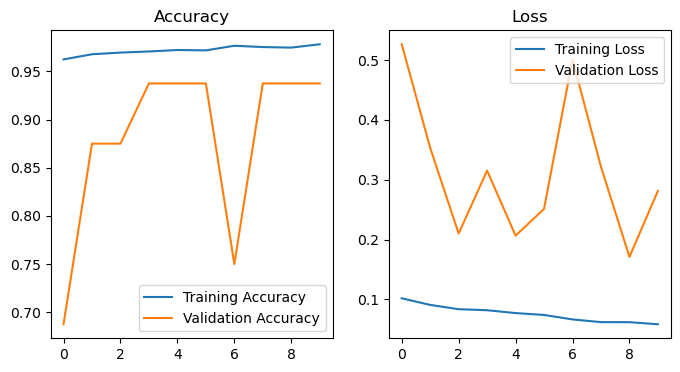 Accuracy
0.95
0.90
0.85
0.80
0.75
0.70
0 2 4 6 8
Training Accuracy
Validation Accuracy
Loss
0.5
0.4
0.3
0.2
0.1
0 2 4 6 8
Training Loss
Validation Loss